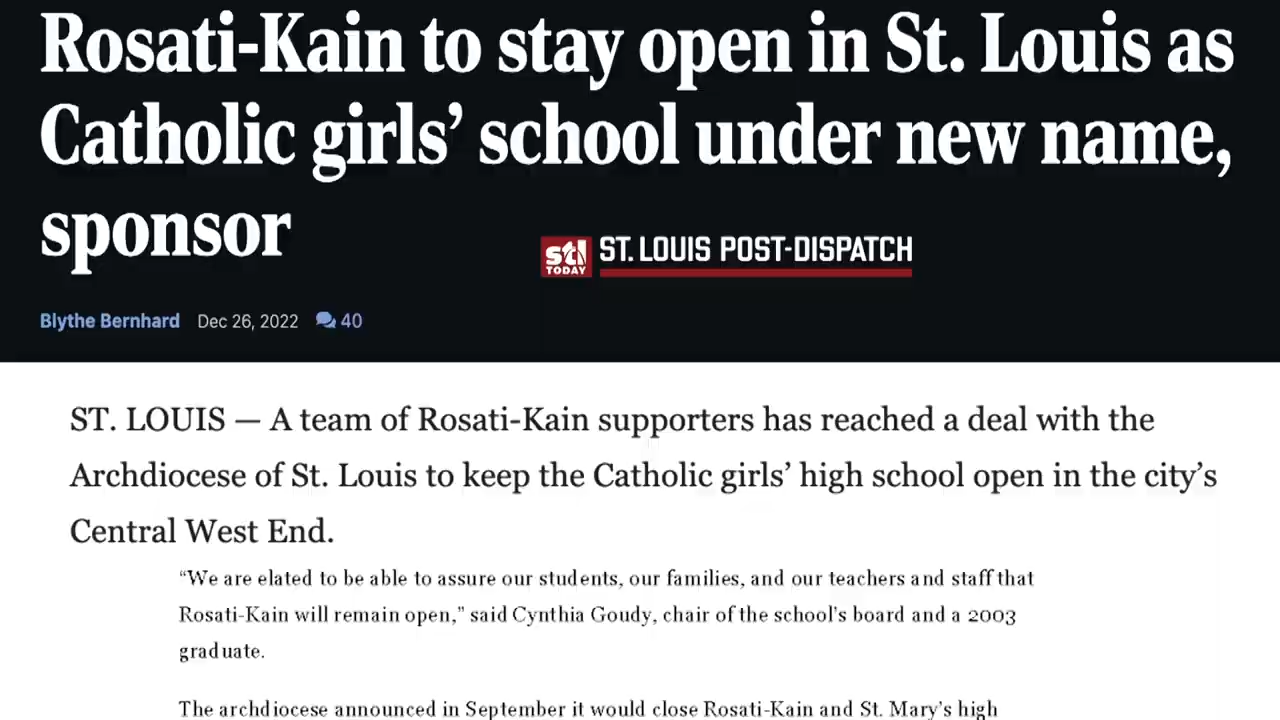 Rosati-Kain to stay open in St. Louis as
Catholic girls’ school under new name,
sponsor
stl TODAY ST. LOUIS POST-DISPATCH
Blythe Bernhard Dec 26, 2022 40
ST. LOUIS — A team of Rosati-Kain supporters has reached a deal with the
Archdiocese of St. Louis to keep the Catholic girls’ high school open in the city’s
Central West End.
“We are elated to be able to assure our students, our families, and our teachers and staff that
Rosati-Kain will remain open,” said Cynthia Goudy, chair of the school’s board and a 2003
graduate.
The archdiocese announced in September it would close Rosati-Kain and St. Mary’s high